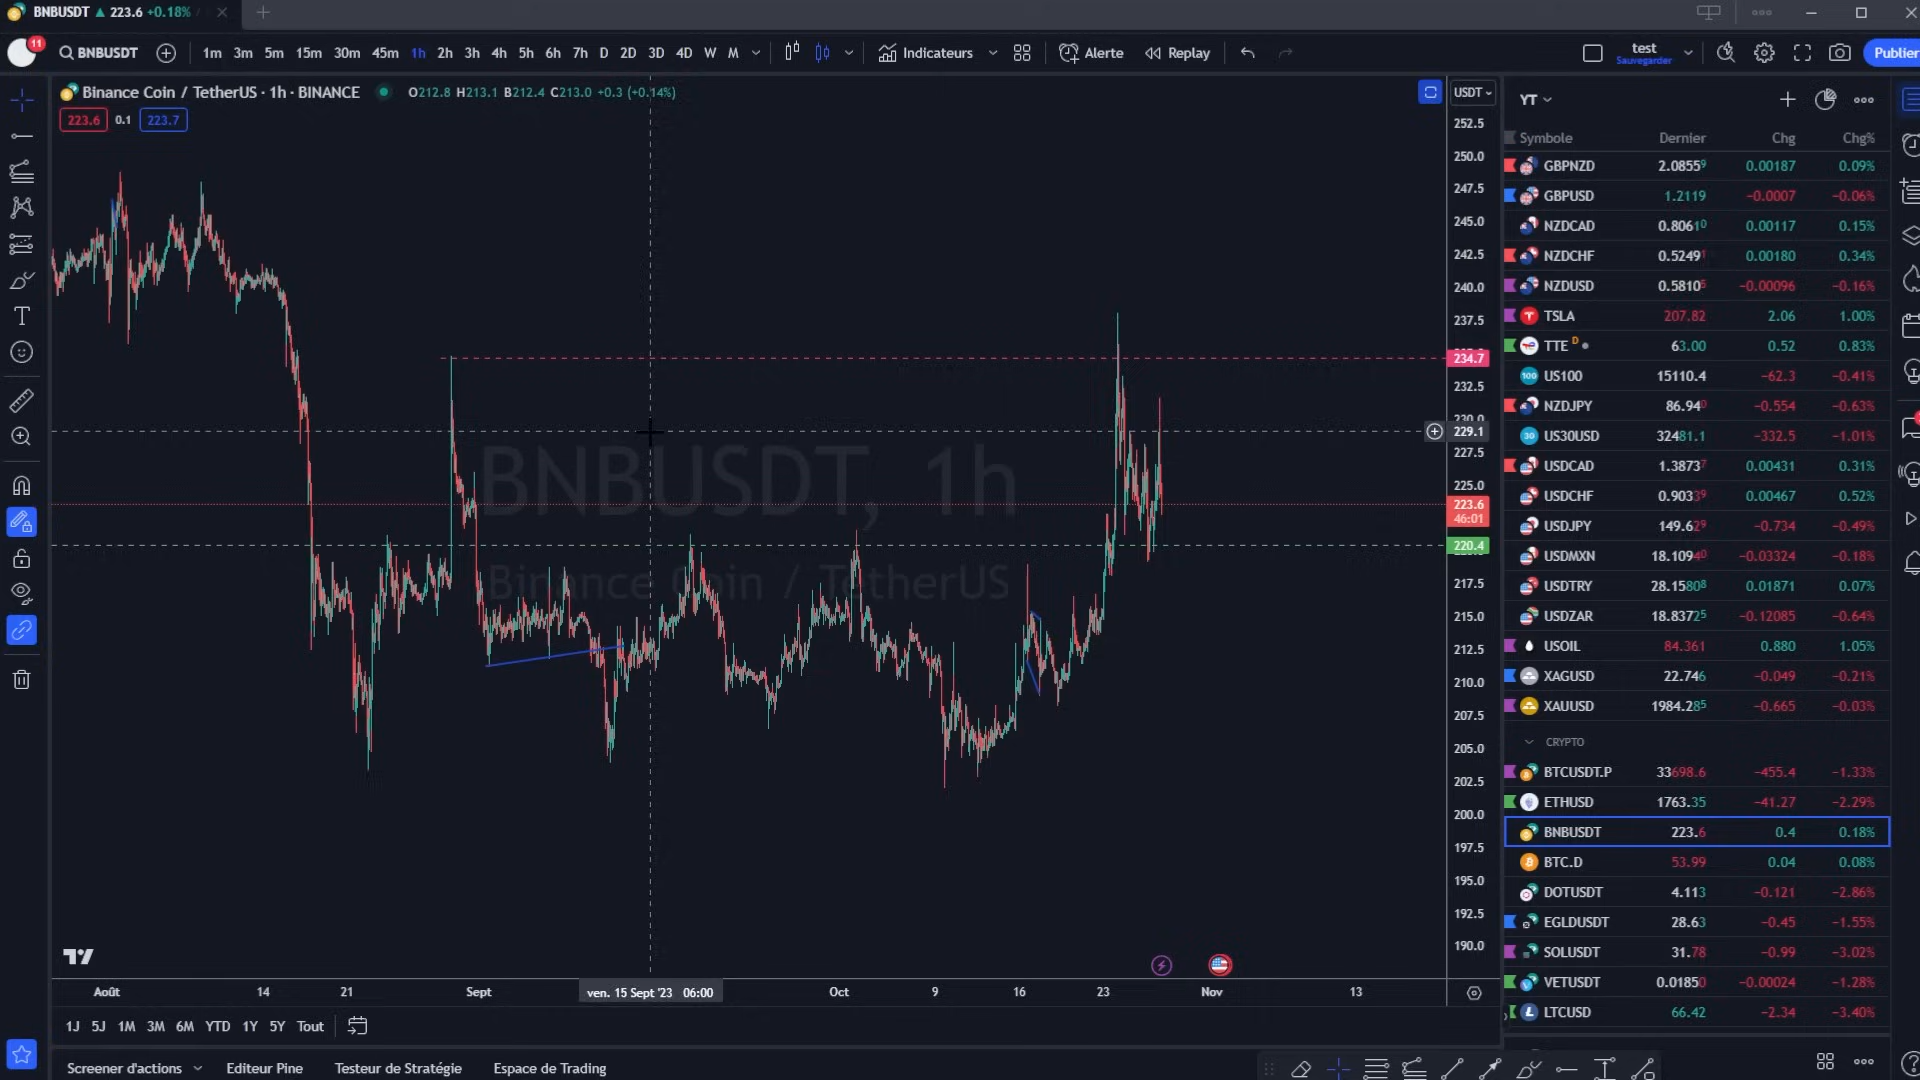 BNBUSDT ▲ 223.6 +0.18% /
11
BNBUSDT 1m 3m 5m 15m 30m 45m 1h 2h 3h 4h 5h 6h 7h D 2D 3D 4D W M Indicateurs Alerte Replay test Publier
Sauvegarder
Binance Coin / TetherUS · 1h · BINANCE O212.8 H213.1 B212.4 C213.0 +0.3 (+0.14%)
223.6 0.1 223.7
USDT
252.5
250.0
247.5
245.0
242.5
240.0
237.5
234.7
232.5
230.0
229.1
227.5
225.0
223.6
46:01
220.4
217.5
215.0
212.5
210.0
207.5
205.0
202.5
200.0
197.5
195.0
192.5
190.0
BNBUSDT, 1h
Binance Coin / TetherUS
Août 14 21 Sept ven. 15 Sept '23 06:00 Oct 9 16 23 Nov 13
1J 5J 1M 3M 6M YTD 1Y 5Y Tout
Screener d'actions Editeur Pine Testeur de Stratégie Espace de Trading
YT
Symbole Dernier Chg Chg%
GBPNZD 2.08559 0.00187 0.09%
GBPUSD 1.2119 −0.0007 −0.06%
NZDCAD 0.80610 0.00117 0.15%
NZDCHF 0.52491 0.00180 0.34%
NZDUSD 0.58105 −0.00096 −0.16%
TSLA 207.82 2.06 1.00%
TTE D 63.00 0.52 0.83%
100 US100 15110.4 −62.3 −0.41%
NZDJPY 86.940 −0.554 −0.63%
30 US30USD 32481.1 −332.5 −1.01%
USDCAD 1.38737 0.00431 0.31%
USDCHF 0.90339 0.00467 0.52%
USDJPY 149.629 −0.734 −0.49%
USDMXN 18.10940 −0.03324 −0.18%
USDTRY 28.15808 0.01871 0.07%
USDZAR 18.83725 −0.12085 −0.64%
USOIL 84.361 0.880 1.05%
XAGUSD 22.746 −0.049 −0.21%
XAUUSD 1984.285 −0.665 −0.03%
CRYPTO
BTCUSDT.P 33698.6 −455.4 −1.33%
ETHUSD 1763.35 −41.27 −2.29%
BNBUSDT 223.6 0.4 0.18%
BTC.D 53.99 0.04 0.08%
DOTUSDT 4.113 −0.121 −2.86%
EGLDUSDT 28.63 −0.45 −1.55%
SOLUSDT 31.78 −0.99 −3.02%
VETUSDT 0.01850 −0.00024 −1.28%
LTCUSD 66.42 −2.34 −3.40%